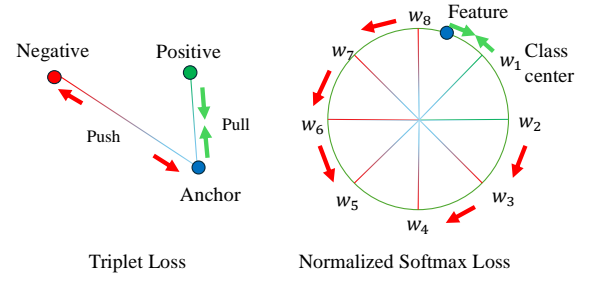 Negative
Positive
Push
Pull
Anchor
Triplet Loss
Feature
w₈
w₁
Class
center
w₇
w₂
w₆
w₃
w₅
w₄
Normalized Softmax Loss